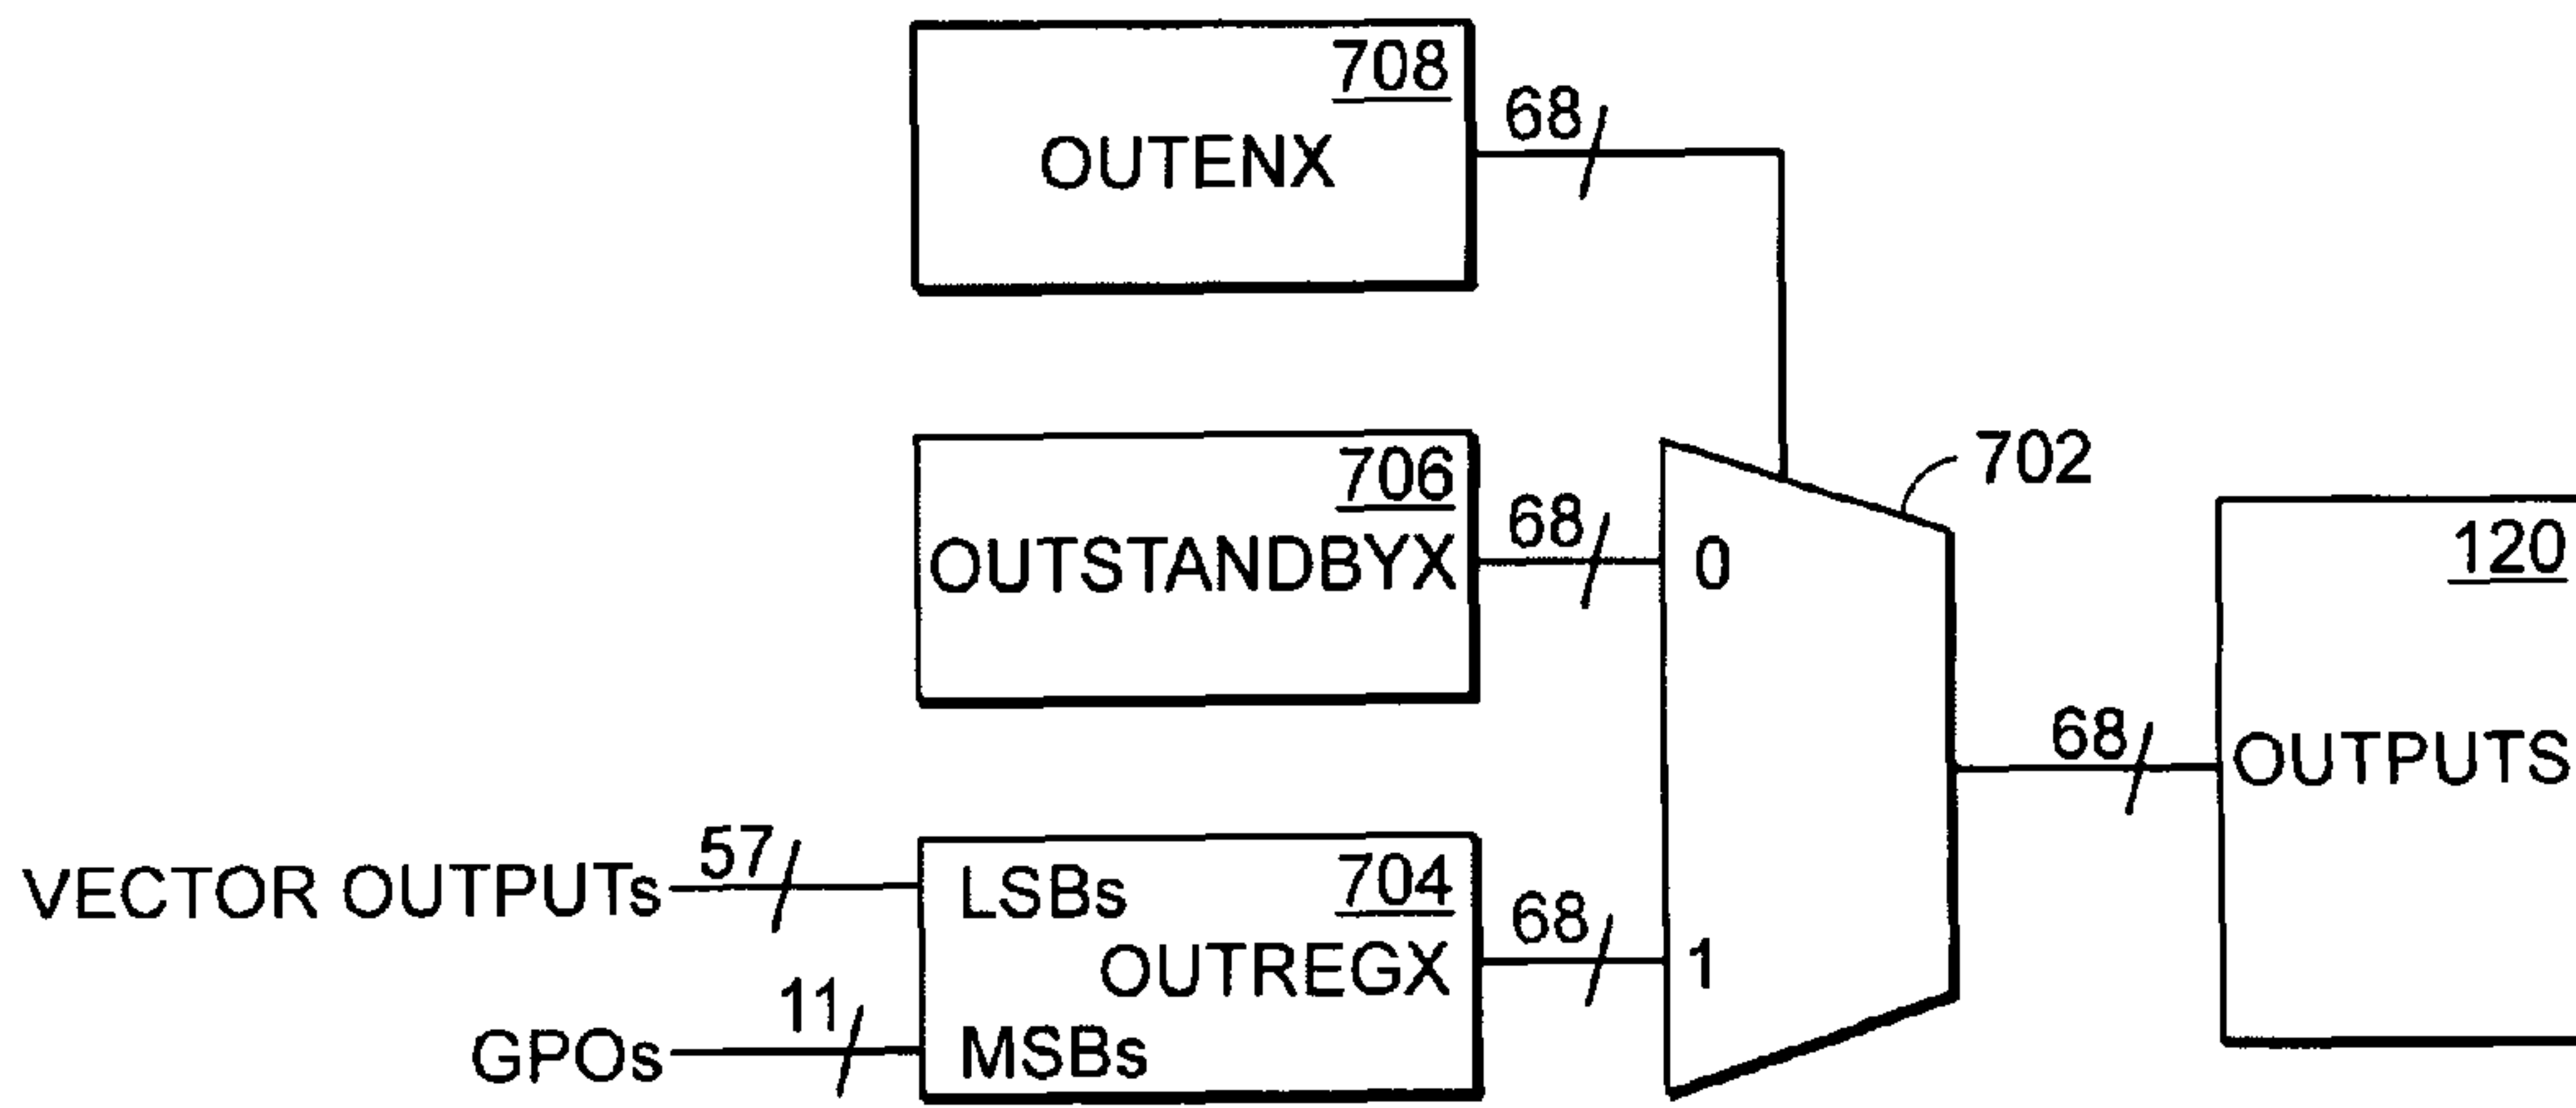 708
68
OUTENX
702
706
68
OUTSTANDBYX
0
120
68
OUTPUTS
VECTOR OUTPUTs
57
LSBs
704
68
OUTREGX
1
11
GPOs
MSBs